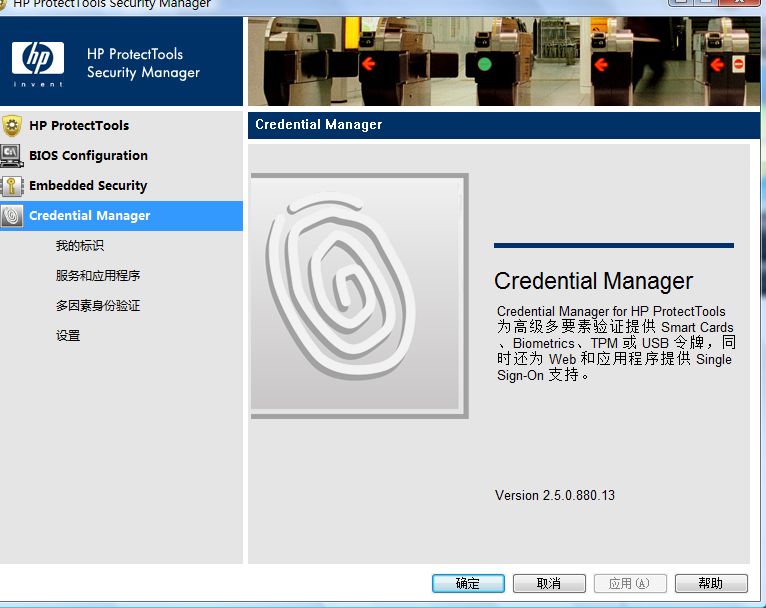 HP ProtectTools Security Manager
hp
HP ProtectTools
Security Manager
invent
HP ProtectTools
BIOS Configuration
Embedded Security
Credential Manager
我的标识
服务和应用程序
多因素身份验证
设置
Credential Manager
Credential Manager
Credential Manager for HP ProtectTools
为高级多要素验证提供 Smart Cards
、Biometrics、TPM 或 USB 令牌，同
时还为 Web 和应用程序提供 Single
Sign-On 支持。
Version 2.5.0.880.13
确定
取消
应用(A)
帮助